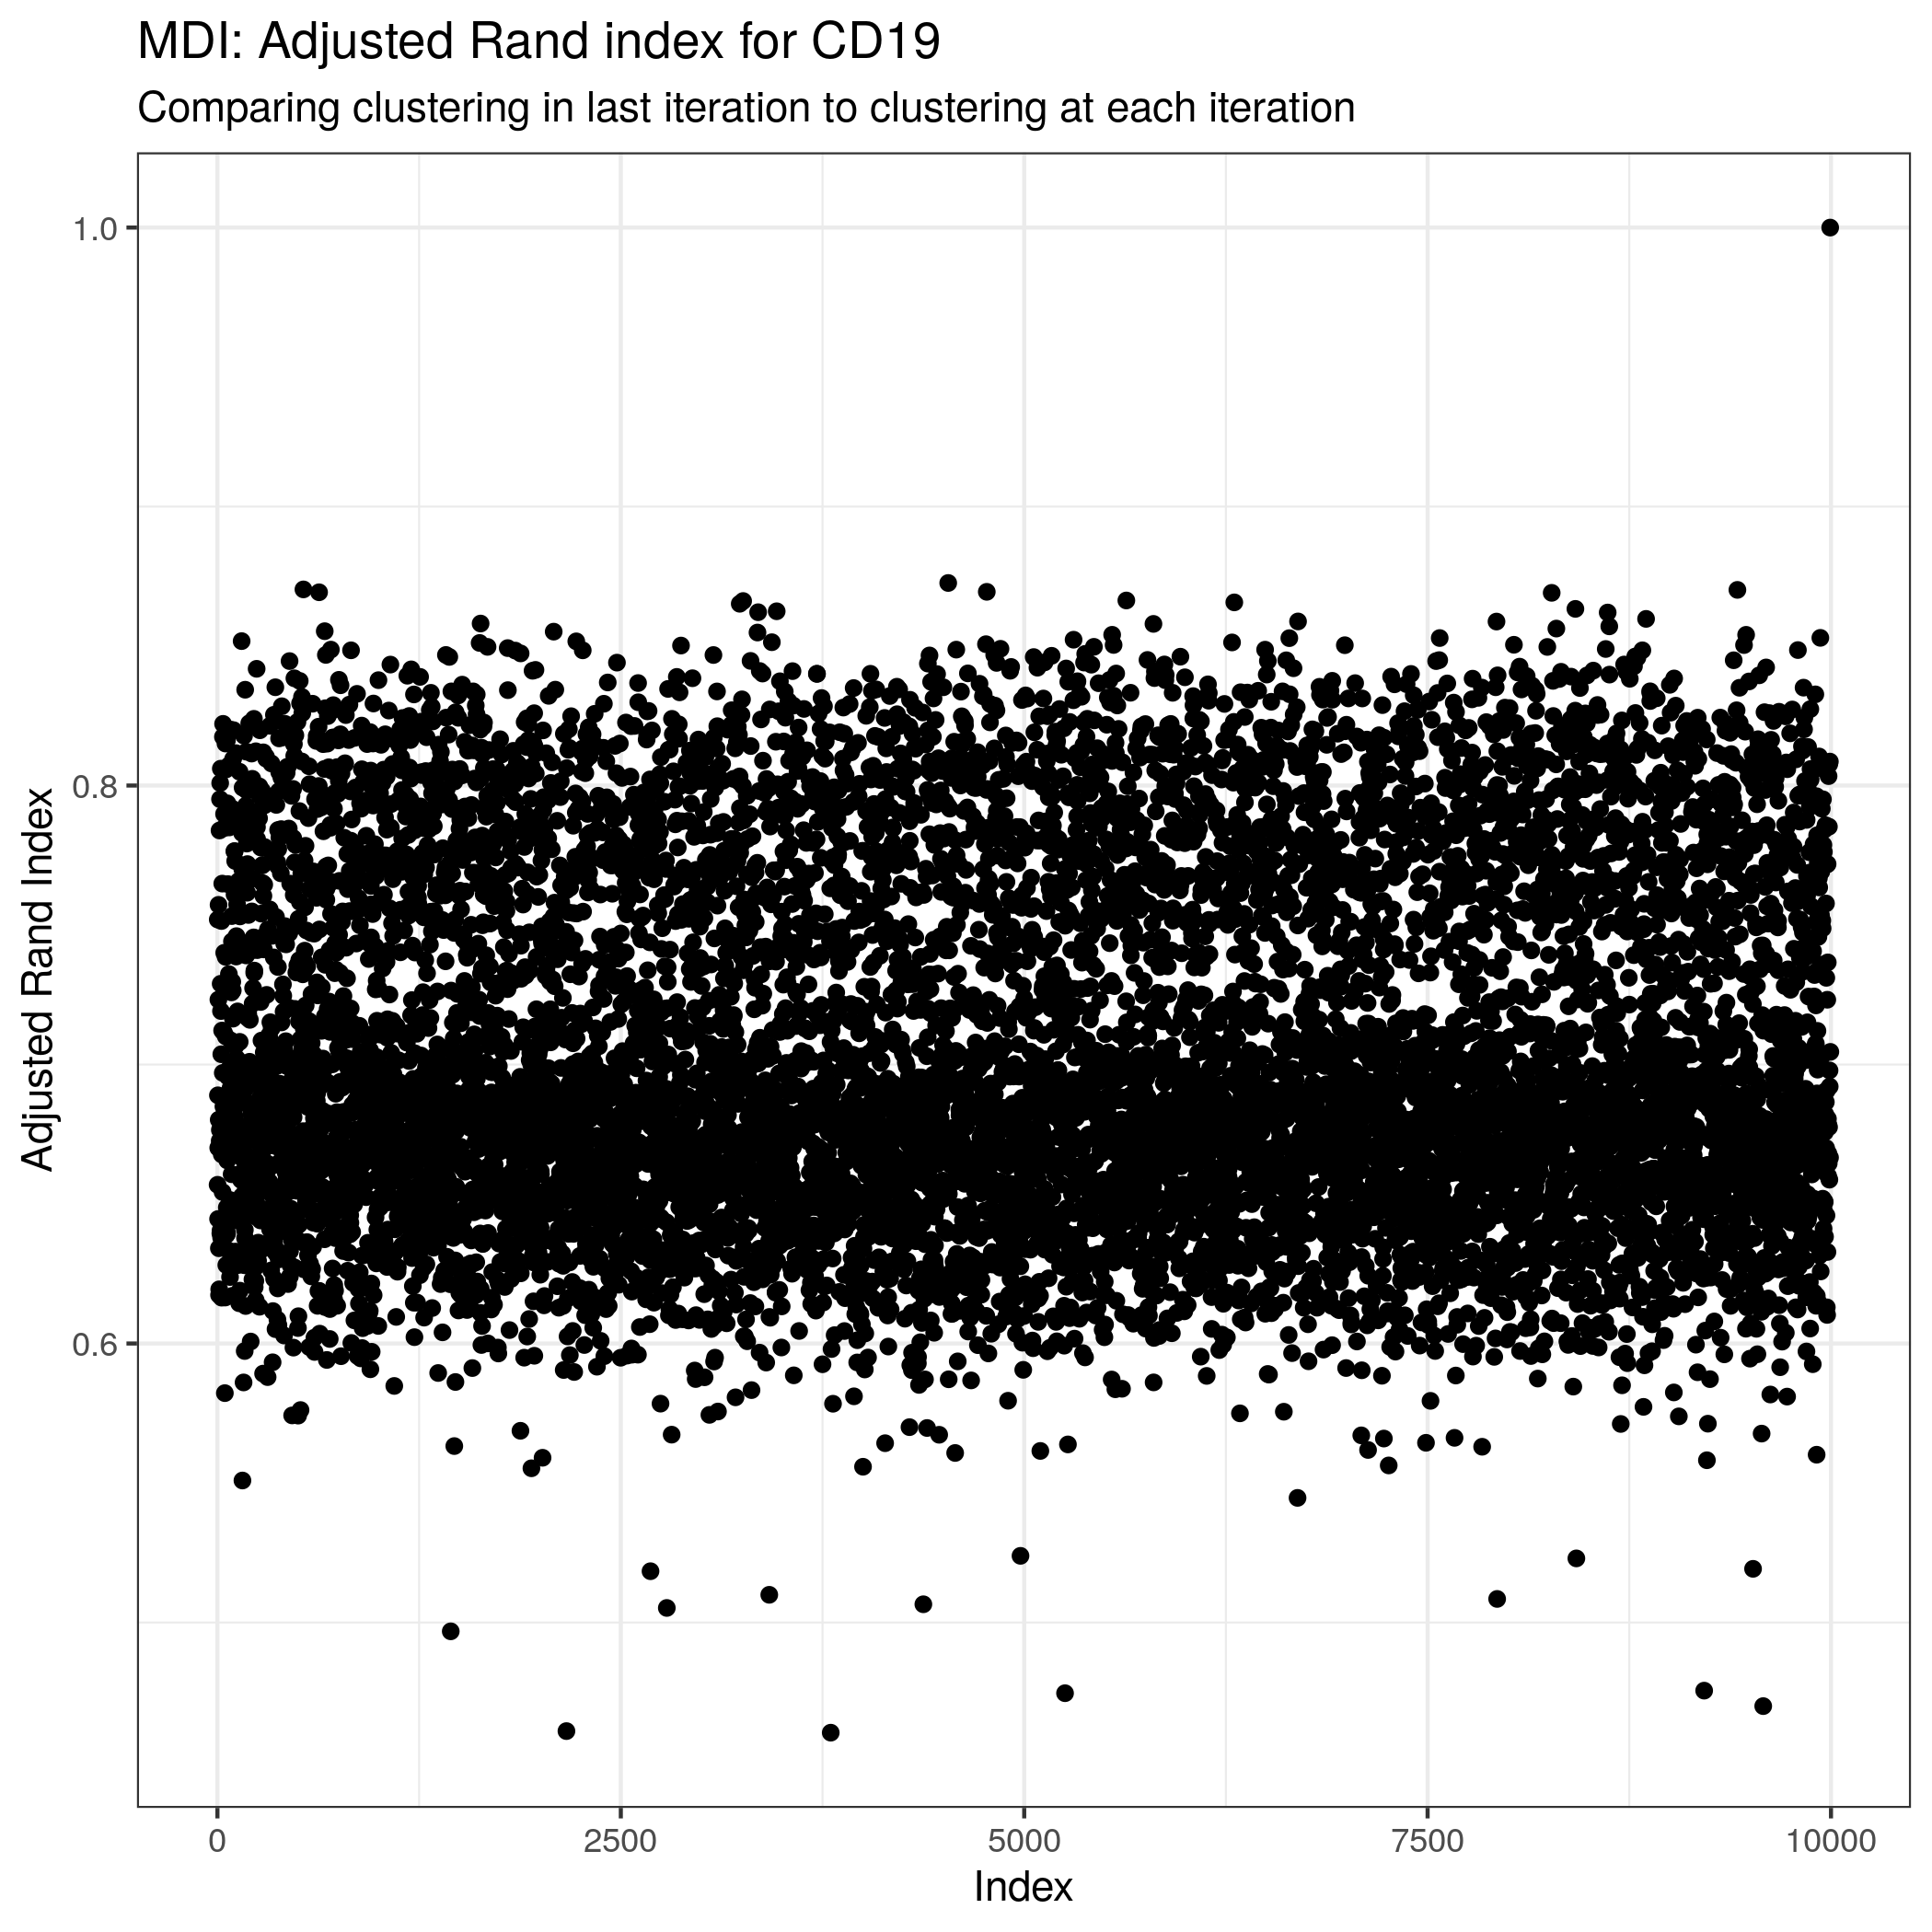 MDI: Adjusted Rand index for CD19
Comparing clustering in last iteration to clustering at each iteration
1.0
0.8
0.6
Adjusted Rand Index
0 2500 5000 7500 10000
Index